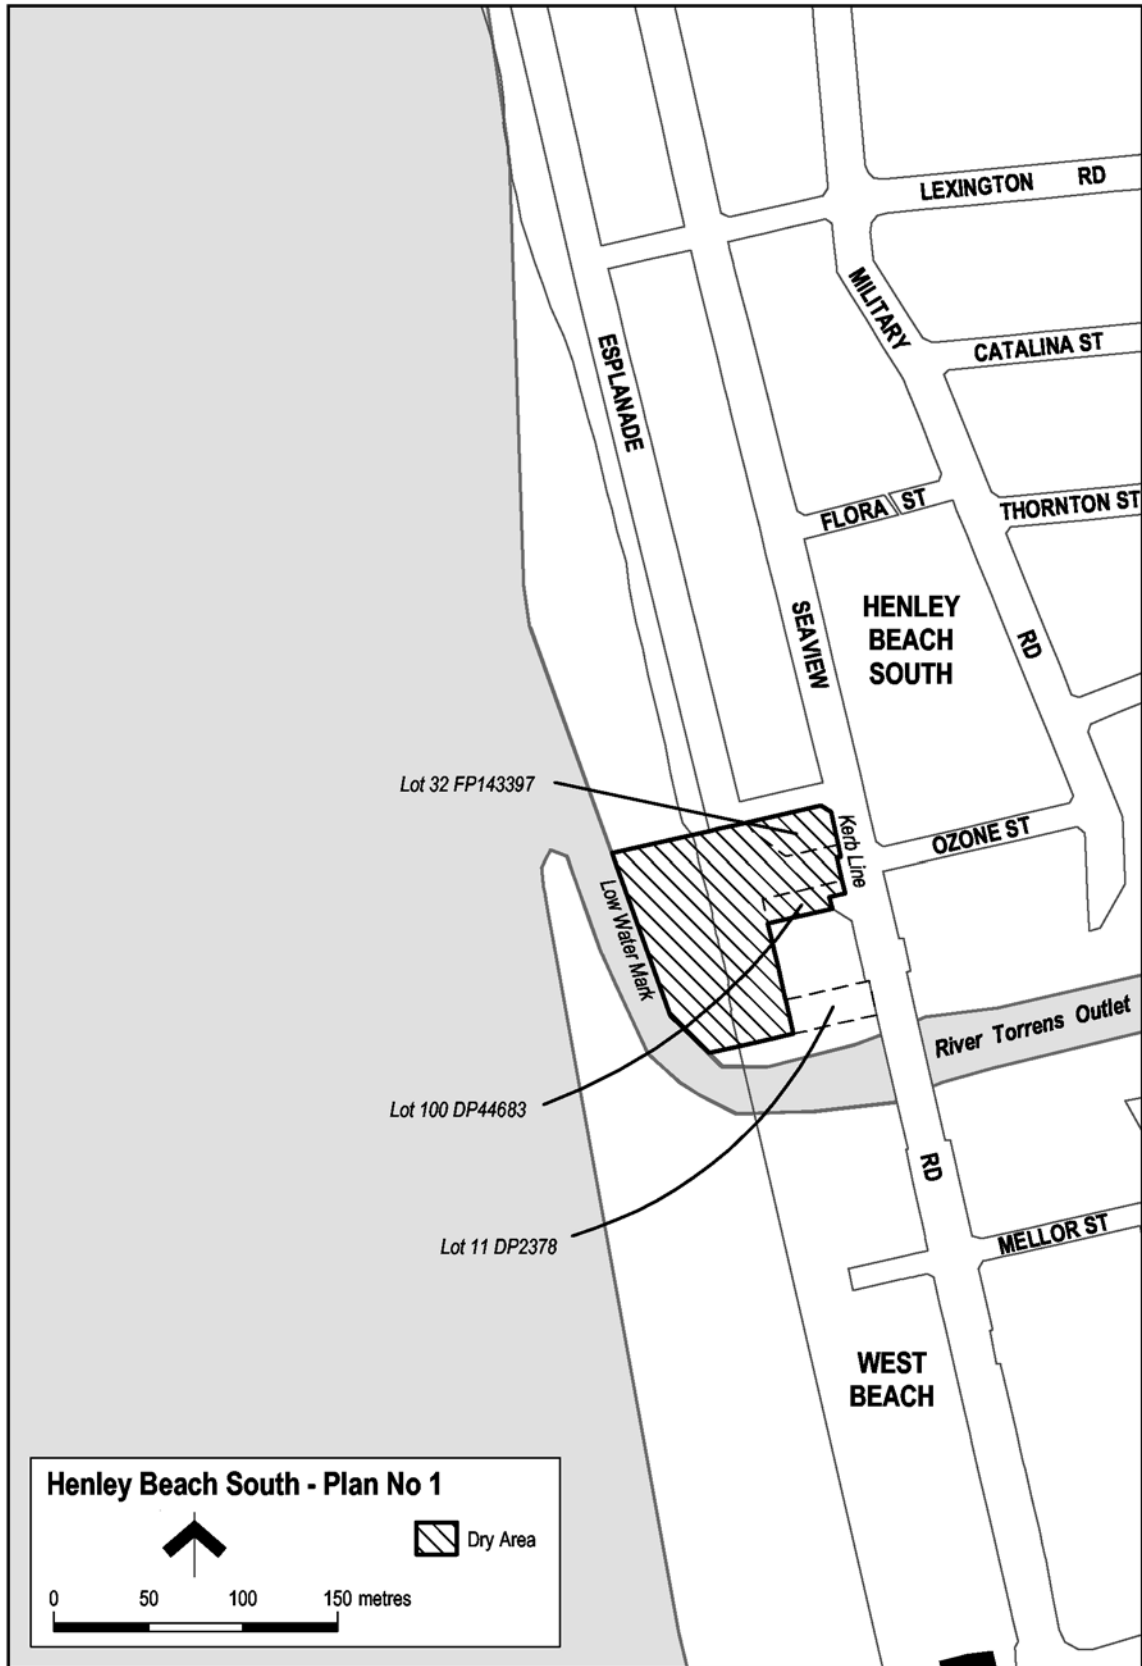 LEXINGTON RD
MILITARY
CATALINA ST
ESPLANADE
FLORA ST
THORNTON ST
HENLEY
BEACH
SOUTH
SEAVIEW
RD
Lot 32 FP143397
Kerb Line
OZONE ST
Low Water Mark
River Torrens Outlet
Lot 100 DP44683
RD
MELLOR ST
Lot 11 DP2378
WEST
BEACH
Henley Beach South - Plan No 1
Dry Area
0 50 100 150 metres